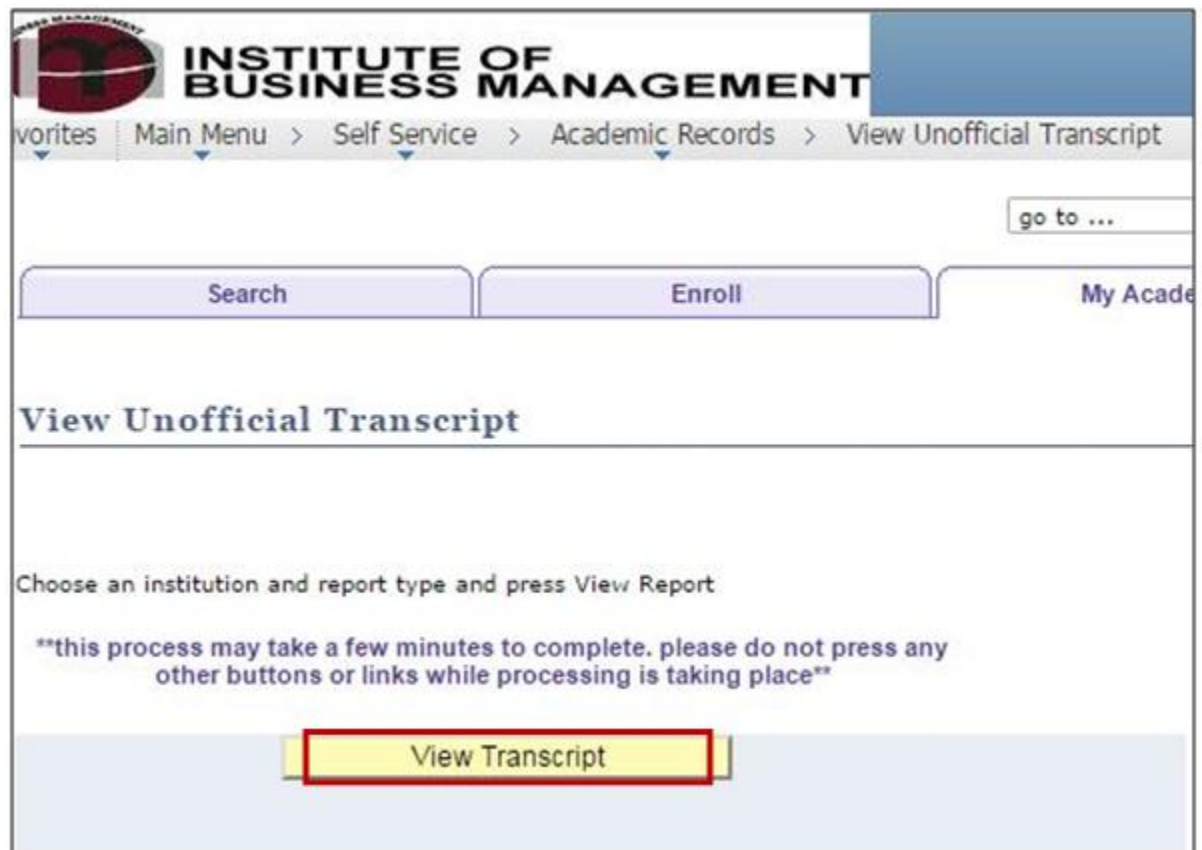 BUSINESS MANAGEMENT
m
INSTITUTE OF
BUSINESS MANAGEMENT
vorites Main Menu > Self Service > Academic Records > View Unofficial Transcript
go to ...
Search Enroll My Acade
View Unofficial Transcript
Choose an institution and report type and press View Report
**this process may take a few minutes to complete. please do not press any
other buttons or links while processing is taking place**
View Transcript